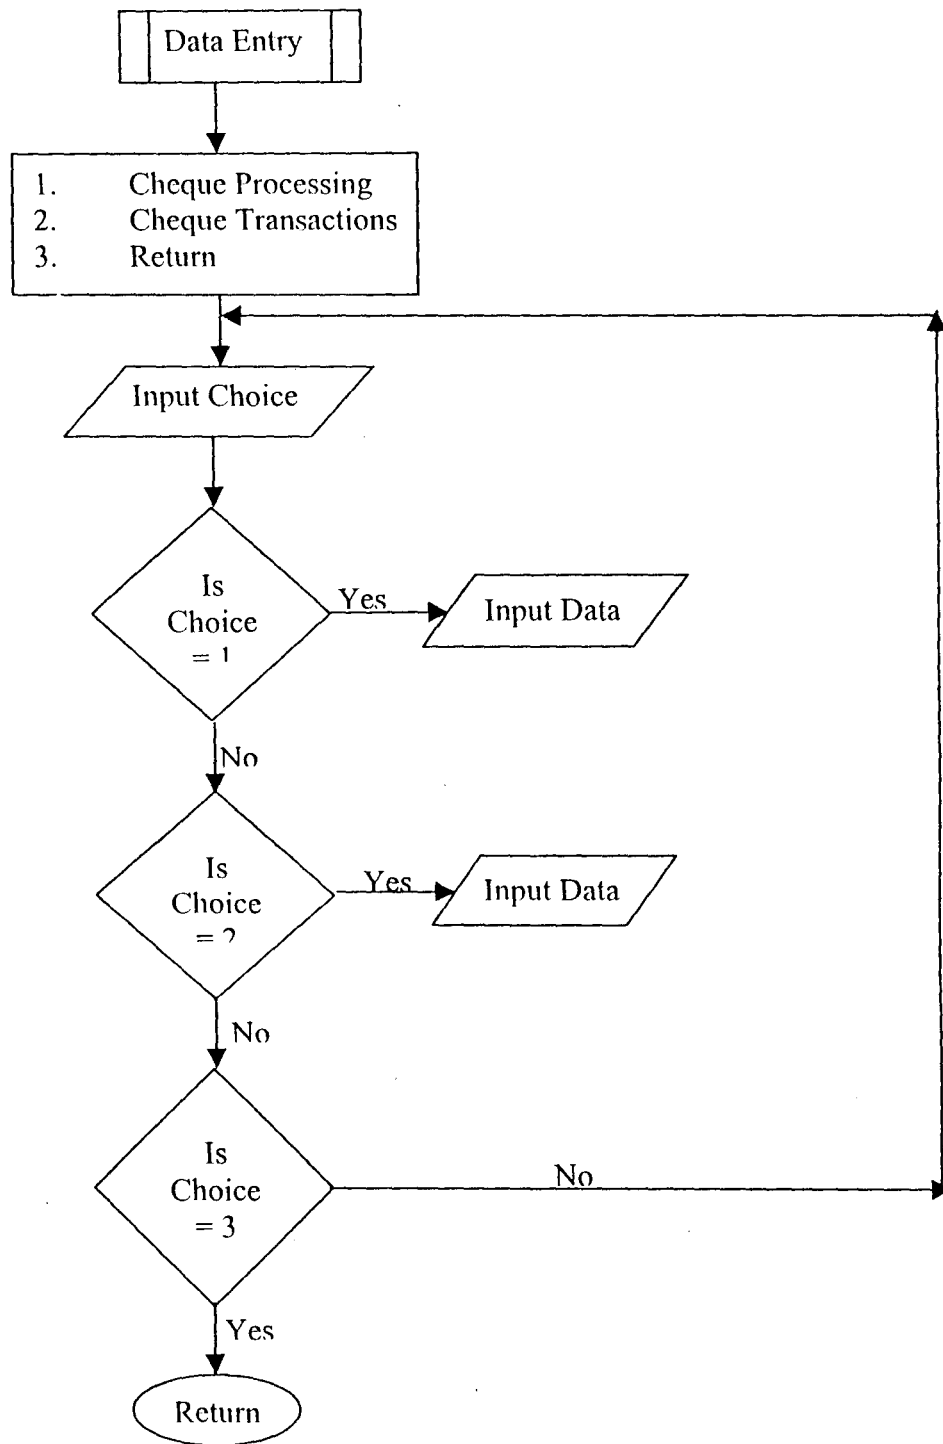 Data Entry
1. Cheque Processing
2. Cheque Transactions
3. Return
Input Choice
Is
Choice
= 1
Yes
Input Data
No
Is
Choice
= 2
Yes
Input Data
No
Is
Choice
= 3
No
Yes
Return